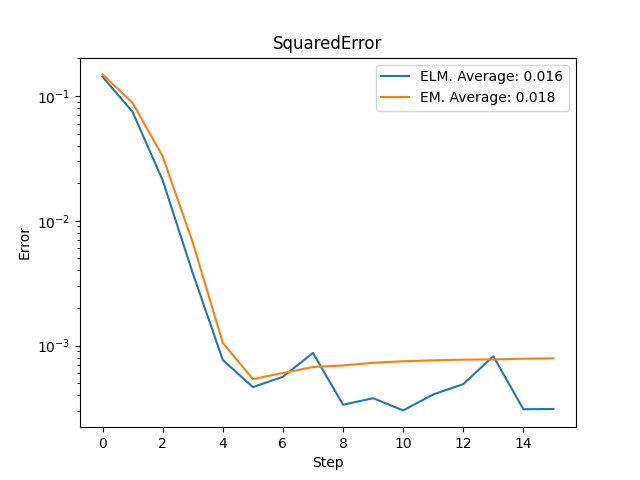 SquaredError
ELM. Average: 0.016
EM. Average: 0.018
10⁻¹
10⁻²
10⁻³
Error
0 2 4 6 8 10 12 14
Step